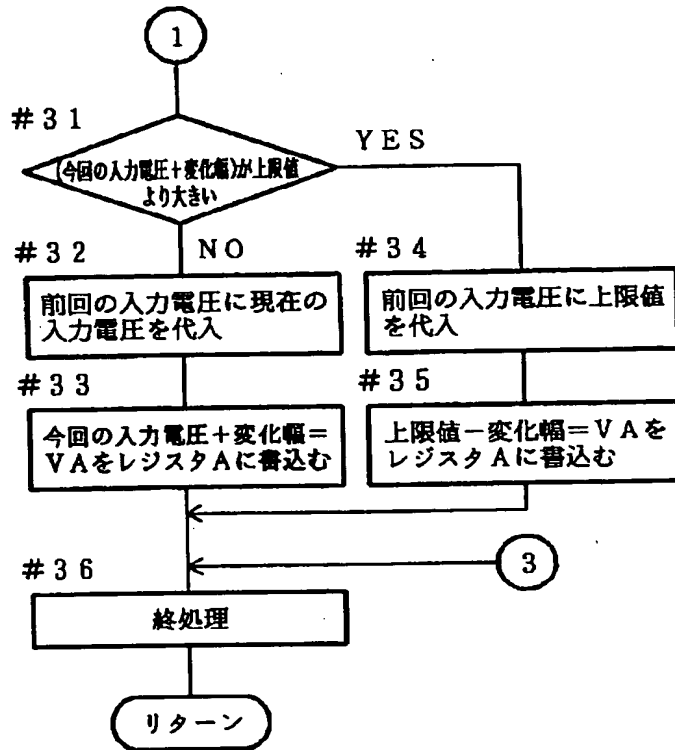 1
#31
YES
(今回の入力電圧+変化幅)が上限値
より大きい
#32
NO
#34
前回の入力電圧に現在の
入力電圧を代入
前回の入力電圧に上限値
を代入
#33
#35
今回の入力電圧+変化幅=
VAをレジスタAに書込む
上限値-変化幅=VAを
レジスタAに書込む
3
#36
終処理
リターン